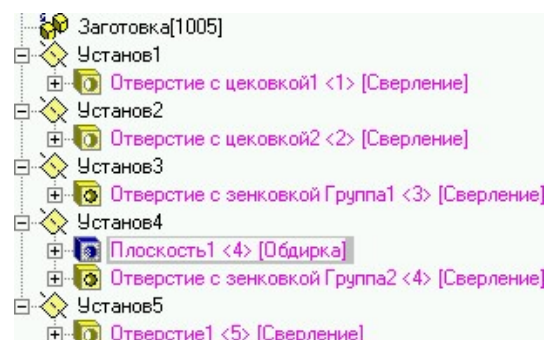 Заготовка[1005]
Установ1
Отверстие с цековкой1 <1> [Сверление]
Установ2
Отверстие с цековкой2 <2> [Сверление]
Установ3
Отверстие с зенковкой Группа1 <3> [Сверление]
Установ4
Плоскость1 <4> [Обдирка]
Отверстие с зенковкой Группа2 <4> [Сверление]
Установ5
Отверстие1 <5> [Сверление]